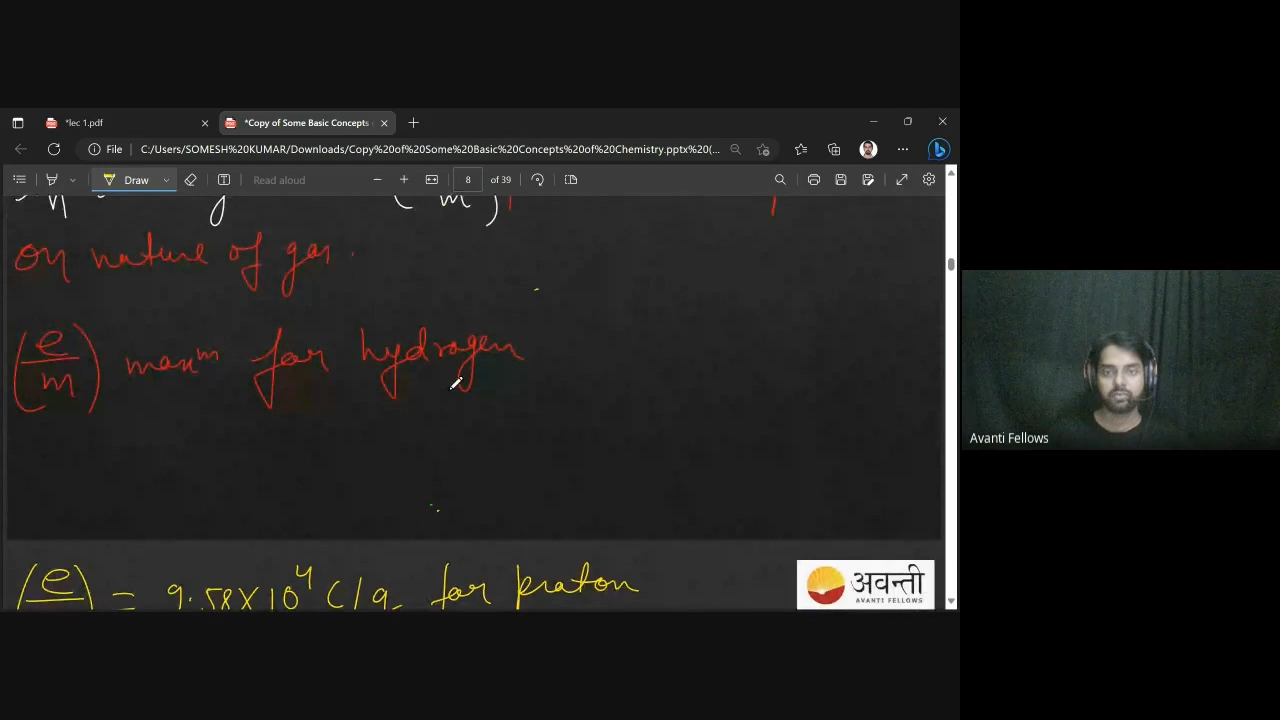 *lec 1.pdf
*Copy of Some Basic Concepts
File
C:/Users/SOMESH%20KUMAR/Downloads/Copy%20of%20Some%20Basic%20Concepts%20of%20Chemistry.pptx%20(...
Draw
Read aloud
8
of 39
(m)
on nature of gas.
(e/m) maxᵐ for hydrogen
(e) = 9.58×10⁴ C/g for proton
अवन्ती
AVANTI FELLOWS
Avanti Fellows